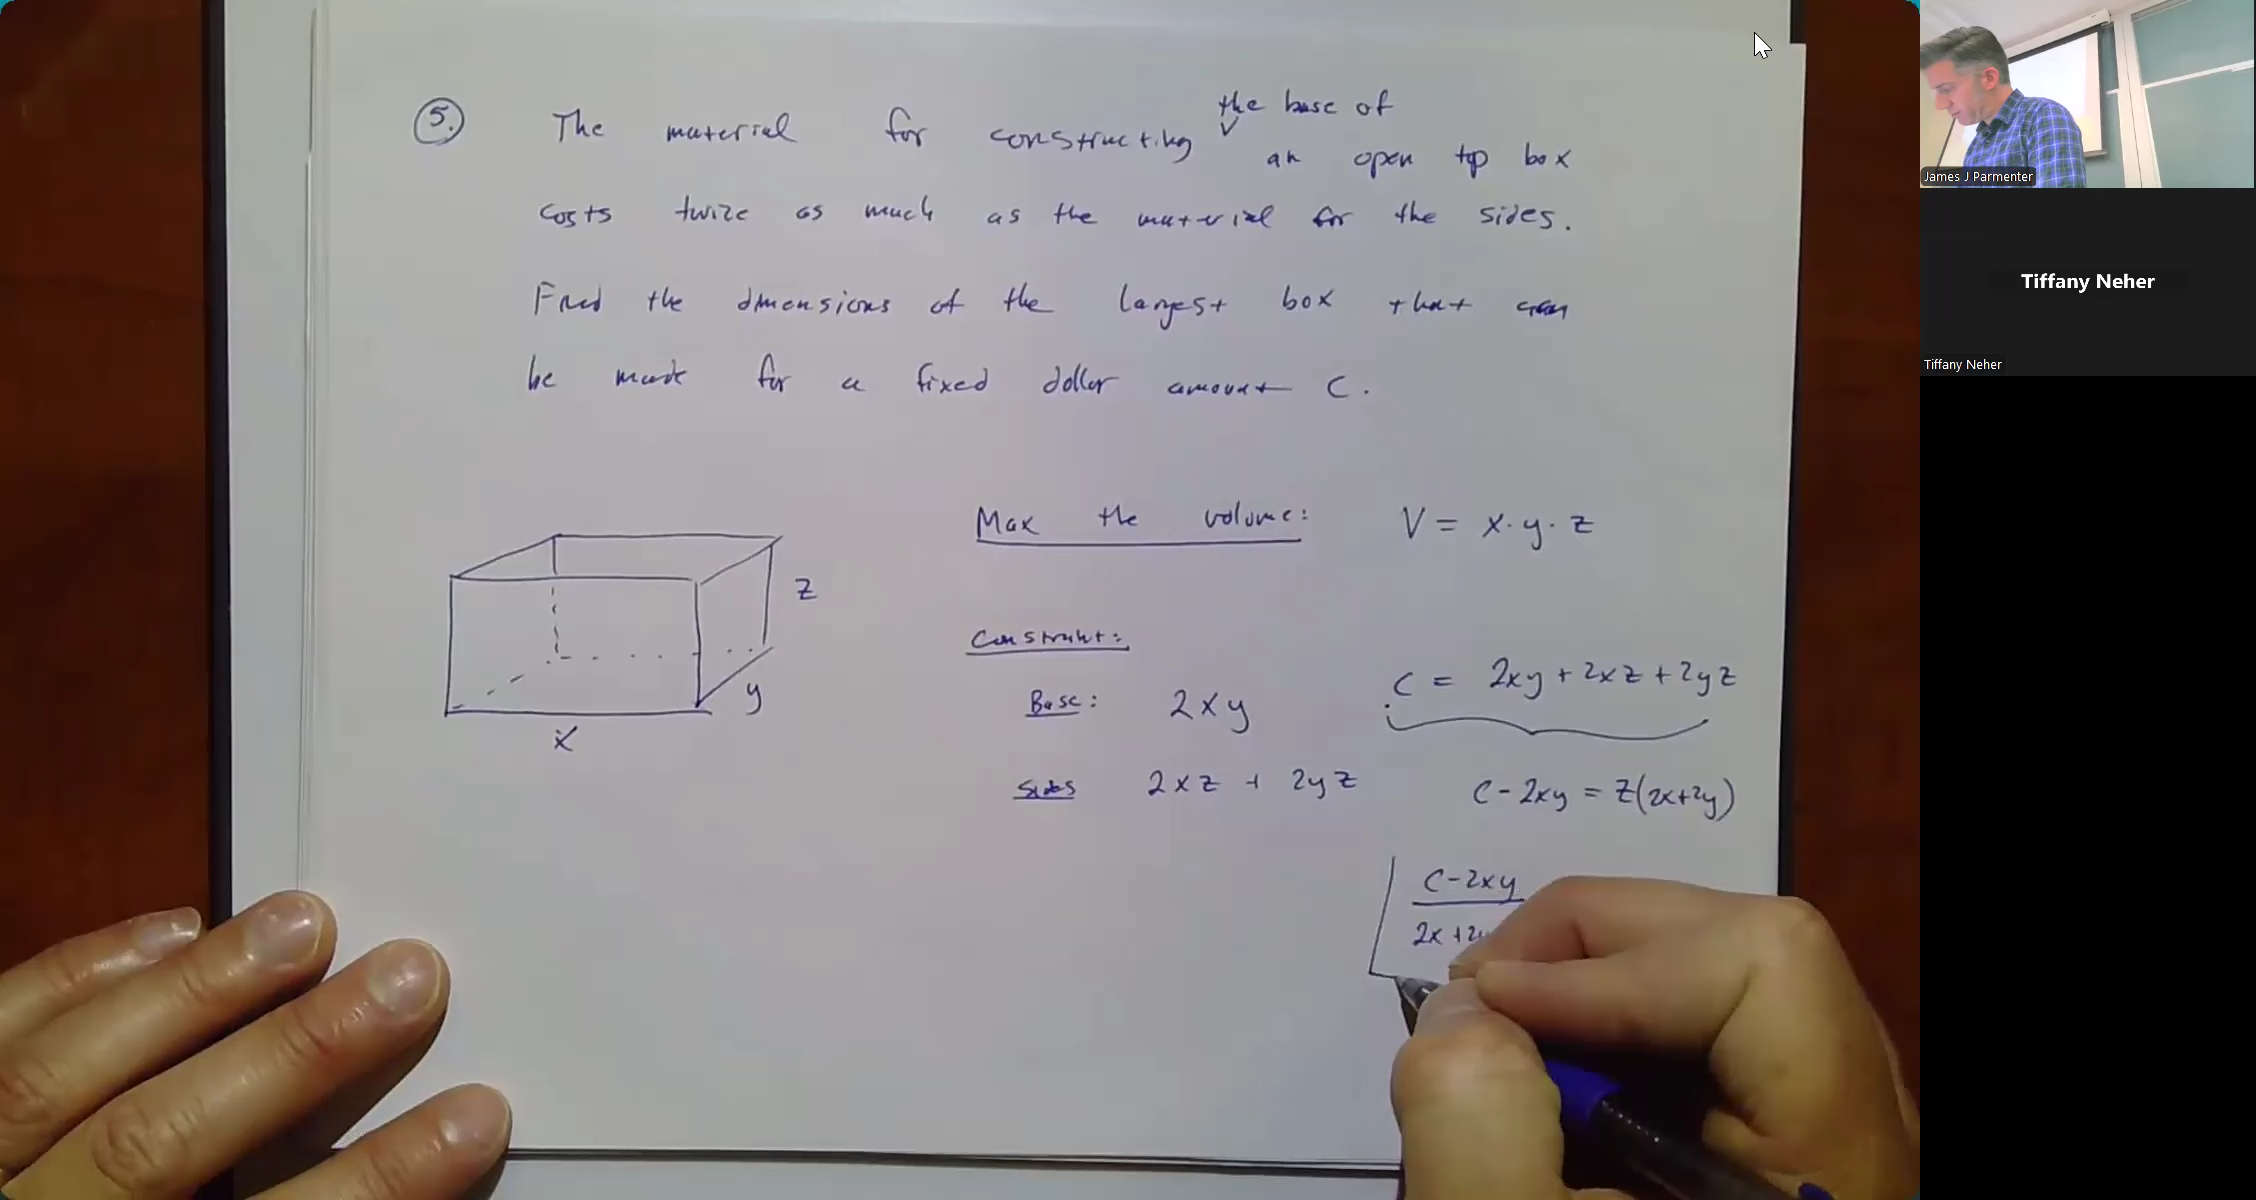 5. The material for constructing the base of an open top box
costs twice as much as the material for the sides.
Find the dimensions of the largest box that can
be made for a fixed dollar amount C.
Max the volume: V = x·y·z
z
y
x
Constraint:
Base: 2xy
C = 2xy + 2xz + 2yz
Sides 2xz + 2yz
C - 2xy = z(2x+2y)
C-2xy
2x+2y
James J Parmenter
Tiffany Neher
Tiffany Neher